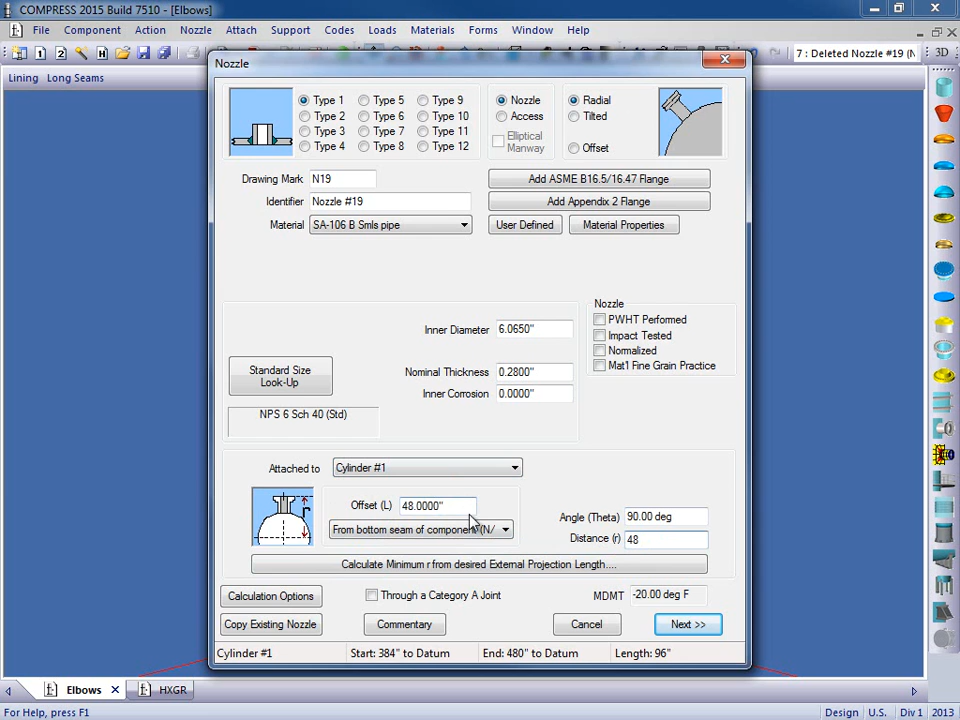 COMPRESS 2015 Build 7510 - [Elbows]
File Component Action Nozzle Attach Support Codes Loads Materials Forms Window Help
7 : Deleted Nozzle #19 (N 3D
Lining Long Seams
Nozzle
Type 1 Type 5 Type 9 Nozzle Radial
Type 2 Type 6 Type 10 Access Tilted
Type 3 Type 7 Type 11 Elliptical
Type 4 Type 8 Type 12 Manway Offset
Drawing Mark N19 Add ASME B16.5/16.47 Flange
Identifier Nozzle #19 Add Appendix 2 Flange
Material SA-106 B Smls pipe User Defined Material Properties
Nozzle
PWHT Performed
Inner Diameter 6.0650" Impact Tested
Normalized
Mat'l Fine Grain Practice
Standard Size
Look-Up
Nominal Thickness 0.2800"
Inner Corrosion 0.0000"
NPS 6 Sch 40 (Std)
Attached to Cylinder #1
r
Offset (L) 48.0000"
From bottom seam of component (N/
Angle (Theta) 90.00 deg
Distance (r) 48
Calculate Minimum r from desired External Projection Length....
Calculation Options Through a Category A Joint MDMT -20.00 deg F
Copy Existing Nozzle Commentary Cancel Next >>
Cylinder #1 Start: 384" to Datum End: 480" to Datum Length: 96"
Elbows HXGR
For Help, press F1 Design U.S. Div 1 2013